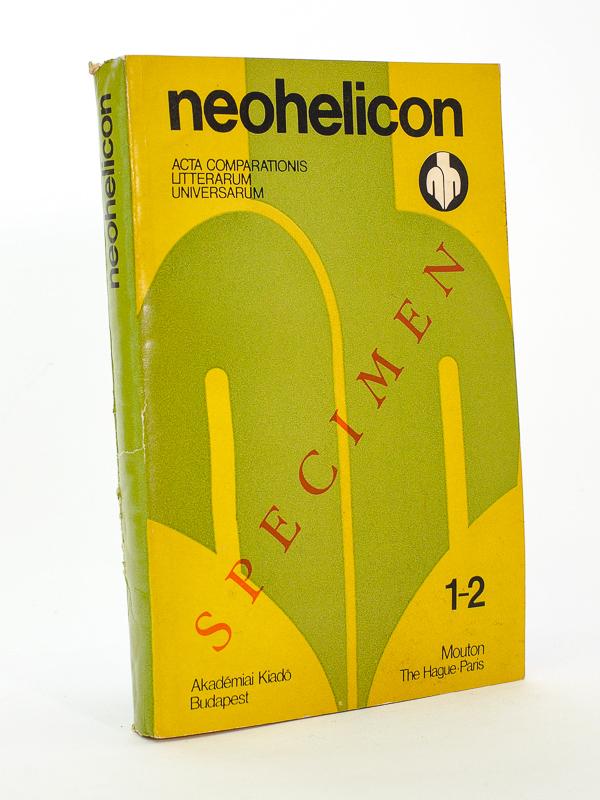 neohelicon
neohelicon
ACTA COMPARATIONIS
LITTERARUM
UNIVERSARUM
SPECIMEN
1-2
Akadémiai Kiadó
Budapest
Mouton
The Hague·Paris